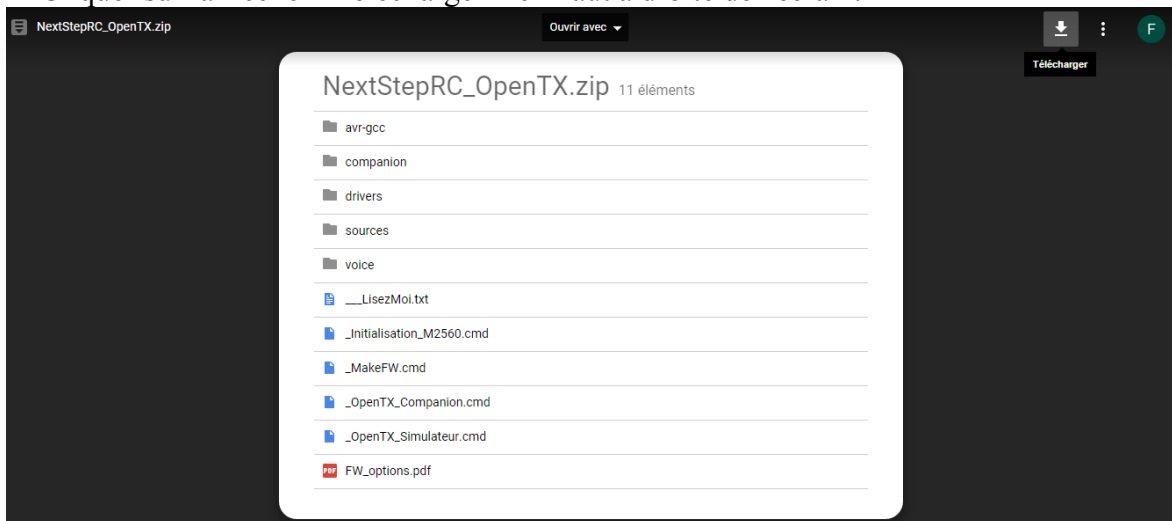 NextStepRC_OpenTX.zip
Ouvrir avec
F
Télécharger
NextStepRC_OpenTX.zip 11 éléments
avr-gcc
companion
drivers
sources
voice
___LisezMoi.txt
_Initialisation_M2560.cmd
_MakeFW.cmd
_OpenTX_Companion.cmd
_OpenTX_Simulateur.cmd
PDF FW_options.pdf